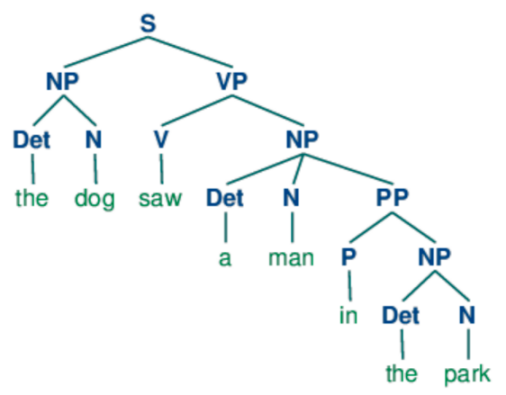 S
NP VP
Det N V NP
the dog saw Det N PP
a man P NP
in Det N
the park